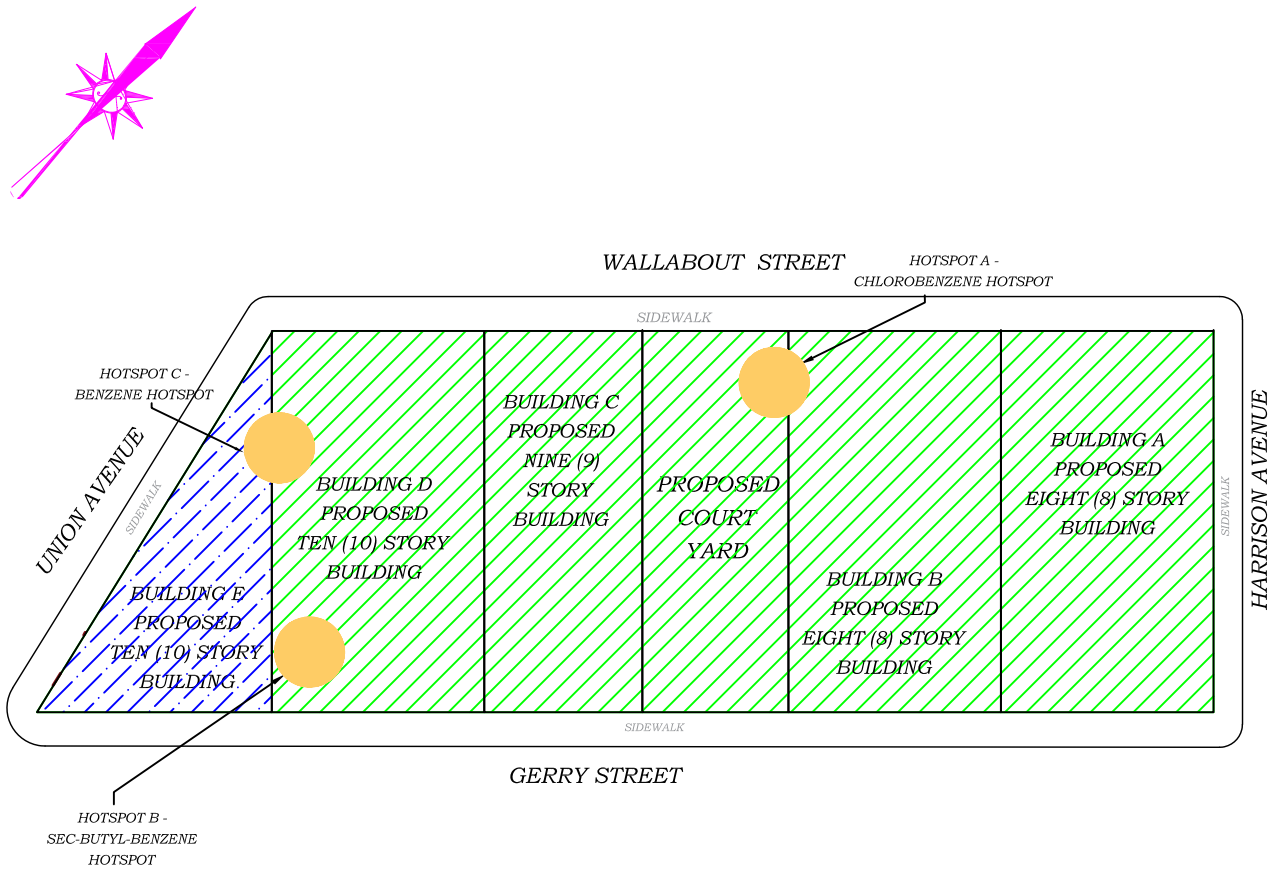 WALLABOUT STREET
HOTSPOT A -
CHLOROBENZENE HOTSPOT
SIDEWALK
HOTSPOT C -
BENZENE HOTSPOT
UNION AVENUE
SIDEWALK
BUILDING E
PROPOSED
TEN (10) STORY
BUILDING
BUILDING D
PROPOSED
TEN (10) STORY
BUILDING
BUILDING C
PROPOSED
NINE (9)
STORY
BUILDING
PROPOSED
COURT
YARD
BUILDING B
PROPOSED
EIGHT (8) STORY
BUILDING
BUILDING A
PROPOSED
EIGHT (8) STORY
BUILDING
SIDEWALK
HARRISON AVENUE
SIDEWALK
GERRY STREET
HOTSPOT B -
SEC-BUTYL-BENZENE
HOTSPOT